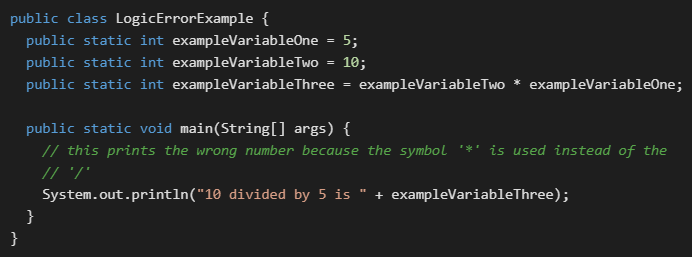 public class LogicErrorExample {
  public static int exampleVariableOne = 5;
  public static int exampleVariableTwo = 10;
  public static int exampleVariableThree = exampleVariableTwo * exampleVariableOne;

  public static void main(String[] args) {
    // this prints the wrong number because the symbol '*' is used instead of the
    // '/'
    System.out.println("10 divided by 5 is " + exampleVariableThree);
  }
}